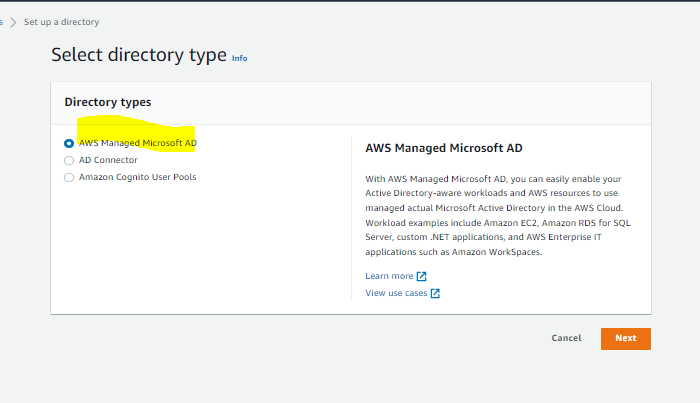 s > Set up a directory
Select directory type Info
Directory types
AWS Managed Microsoft AD
AD Connector
Amazon Cognito User Pools
AWS Managed Microsoft AD
With AWS Managed Microsoft AD, you can easily enable your
Active Directory-aware workloads and AWS resources to use
managed actual Microsoft Active Directory in the AWS Cloud.
Workload examples include Amazon EC2, Amazon RDS for SQL
Server, custom .NET applications, and AWS Enterprise IT
applications such as Amazon WorkSpaces.
Learn more
View use cases
Cancel Next